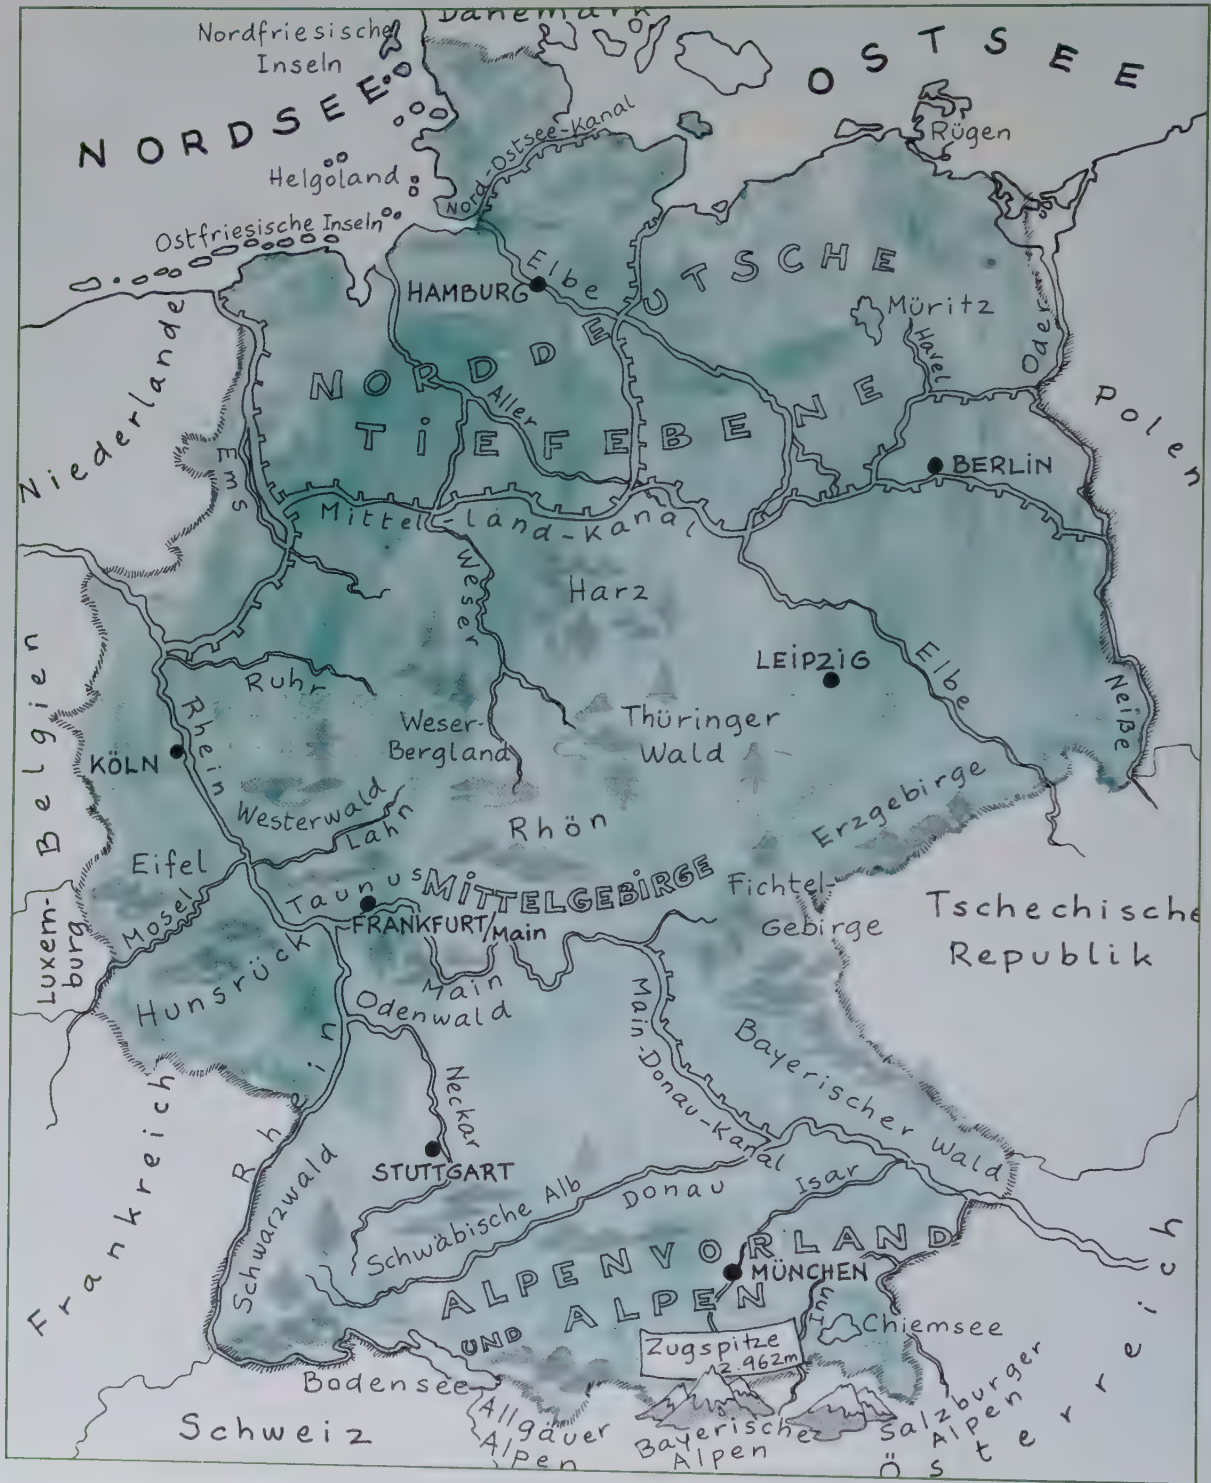 Dänemark
Nordfriesische
Inseln
OSTSEE
NORDSEE
Nord-Ostsee-Kanal
Rügen
Helgoland
Ostfriesische Inseln
Elbe
HAMBURG
NORDDEUTSCHE
TiEFEBENE
Müritz
Havel
Oder
Niederlande
Polen
Aller
Ems
BERLiN
Mittel-land-Kanal
Weser
Harz
Belgien
Ruhr
Rhein
LEiPZiG
Elbe
Neiße
Weser-
Bergland
Thüringer
Wald
KÖLN
Westerwald
Lahn
Rhön
Erzgebirge
Eifel
Mosel
Taunus
MiTTELGEBiRGE
Fichtel-
Gebirge
Tschechische
Republik
Luxem-
burg
FRANKFURT/Main
Hunsrück
Main
Odenwald
Main-Donau-Kanal
Bayerischer Wald
Frankreich
Rhein
Neckar
STUTTGART
Schwarzwald
Schwäbische Alb
Donau
Isar
ALPENVORLAND
UND ALPEN
MÜNCHEN
Inn
Chiemsee
Zugspitze
2.962m
Bodensee
Schweiz
Allgäuer
Alpen
Bayerische
Alpen
Salzburger
Alpen
Österreich